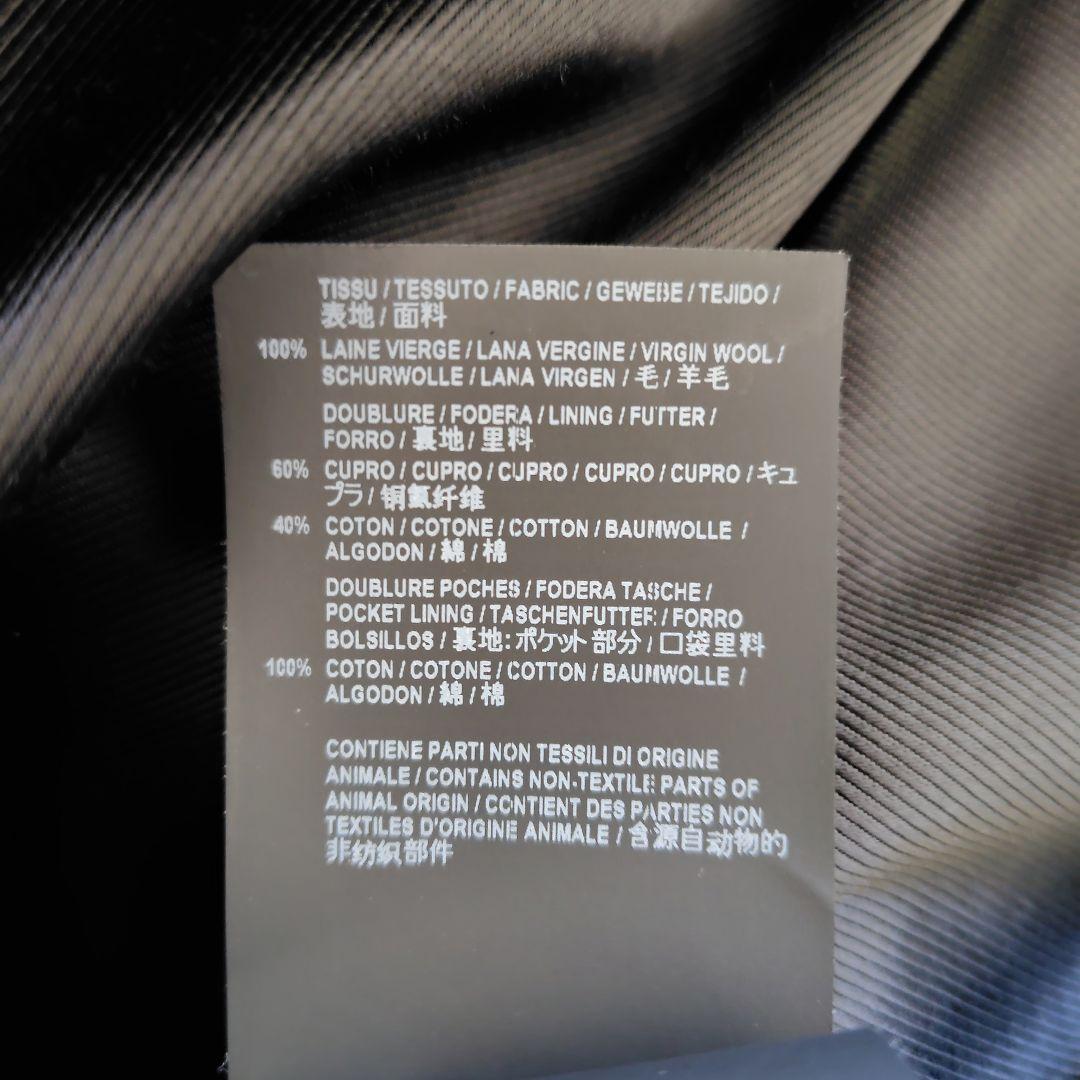 TISSU / TESSUTO / FABRIC / GEWEBE / TEJIDO /
表地 / 面料
100% LAINE VIERGE / LANA VERGINE / VIRGIN WOOL /
SCHURWOLLE / LANA VIRGEN / 毛 / 羊毛
DOUBLURE / FODERA / LINING / FUTTER /
FORRO / 裏地 / 里料
60% CUPRO / CUPRO / CUPRO / CUPRO / CUPRO / キュ
プラ / 铜氨纤维
40% COTON / COTONE / COTTON / BAUMWOLLE /
ALGODON / 綿 / 棉
DOUBLURE POCHES / FODERA TASCHE /
POCKET LINING / TASCHENFUTTER / FORRO
BOLSILLOS / 裏地:ポケット部分 / 口袋里料
100% COTON / COTONE / COTTON / BAUMWOLLE /
ALGODON / 綿 / 棉
CONTIENE PARTI NON TESSILI DI ORIGINE
ANIMALE / CONTAINS NON-TEXTILE PARTS OF
ANIMAL ORIGIN / CONTIENT DES PARTIES NON
TEXTILES D'ORIGINE ANIMALE / 含源自动物的
非纺织部件